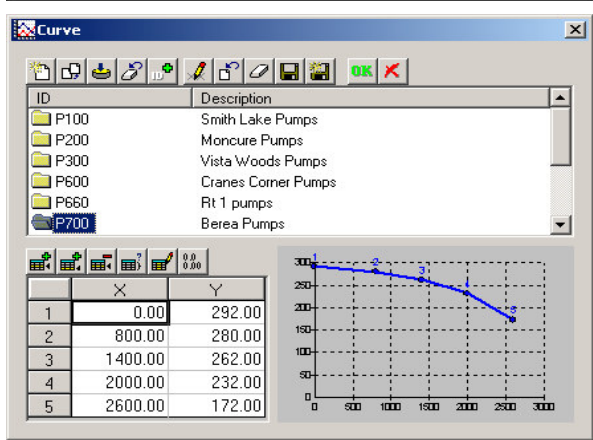 Curve
ID
OK
ID Description
P100 Smith Lake Pumps
P200 Moncure Pumps
P300 Vista Woods Pumps
P600 Cranes Corner Pumps
P660 Rt 1 pumps
P700 Berea Pumps
0.0
0.00
X Y
1 0.00 292.00
2 800.00 280.00
3 1400.00 262.00
4 2000.00 232.00
5 2600.00 172.00
300
250
200
150
100
50
0
1 2 3 4 5
0 500 1000 1500 2000 2500 3000